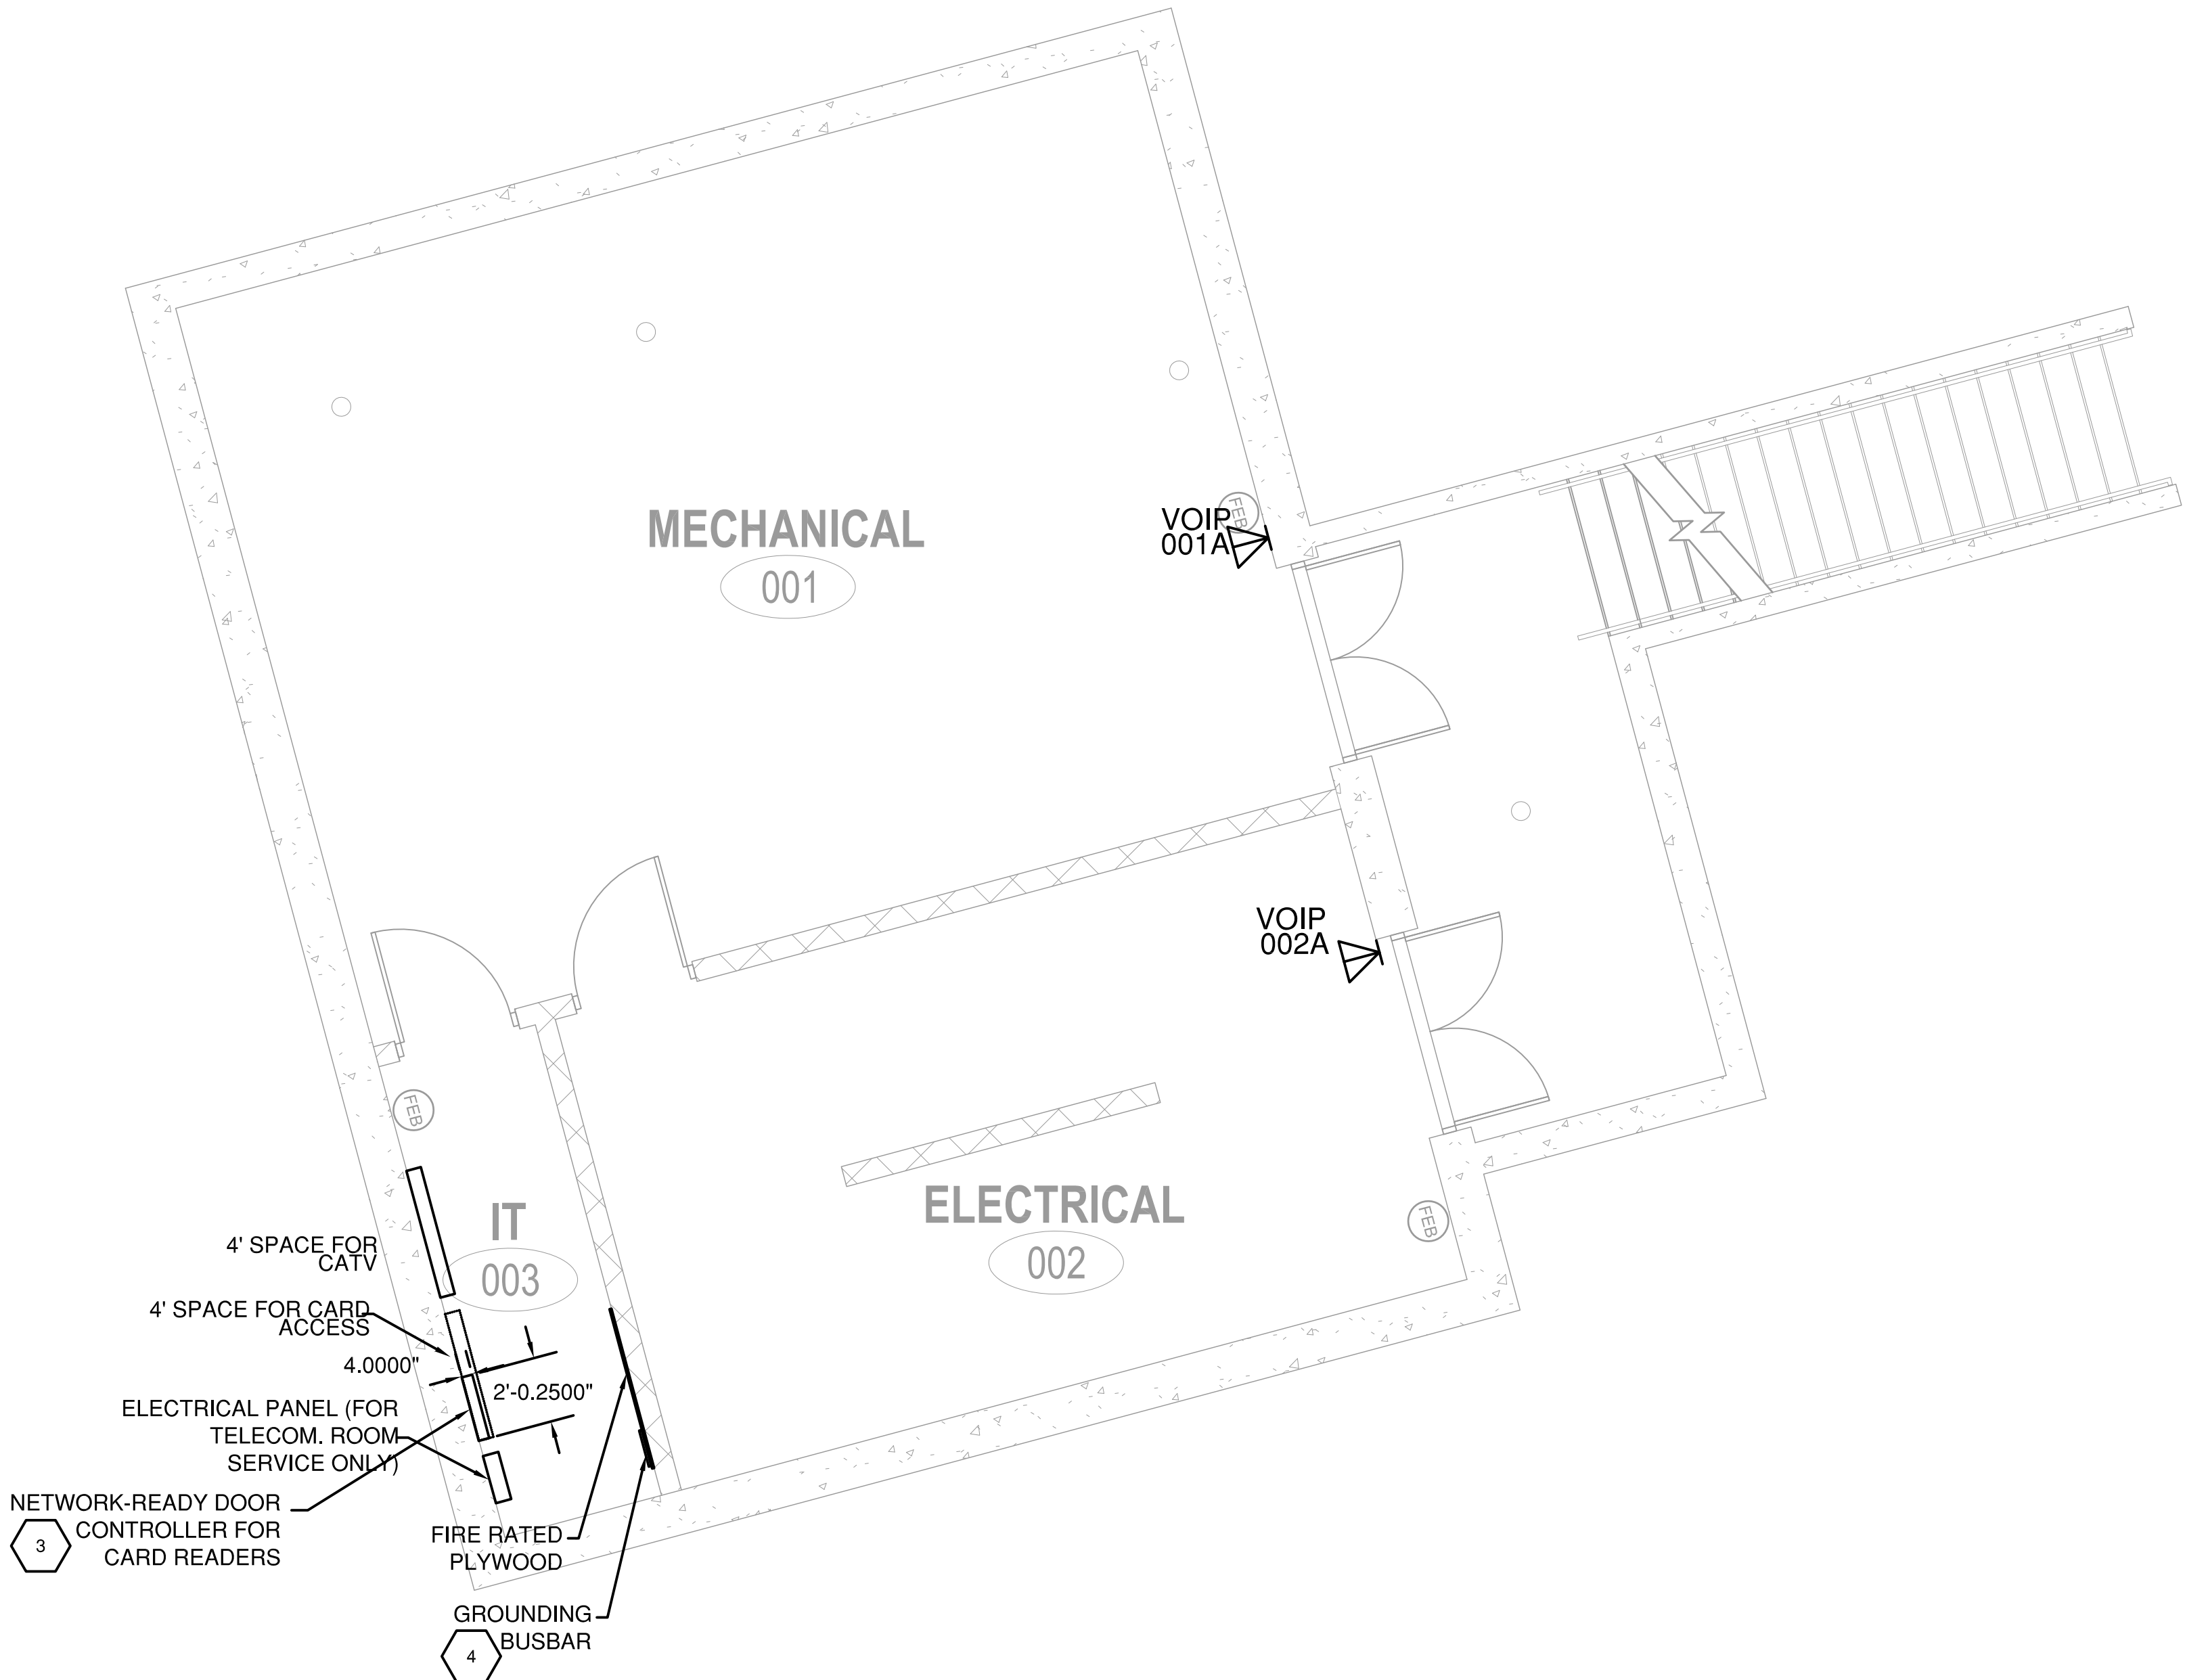 MECHANICAL
001
FEB
VOIP
001A
VOIP
002A
FEB
IT
003
ELECTRICAL
002
FEB
4' SPACE FOR
CATV
4' SPACE FOR CARD
ACCESS
4.0000"
2'-0.2500"
ELECTRICAL PANEL (FOR
TELECOM. ROOM
SERVICE ONLY)
NETWORK-READY DOOR
CONTROLLER FOR
CARD READERS
3
FIRE RATED
PLYWOOD
GROUNDING
BUSBAR
4